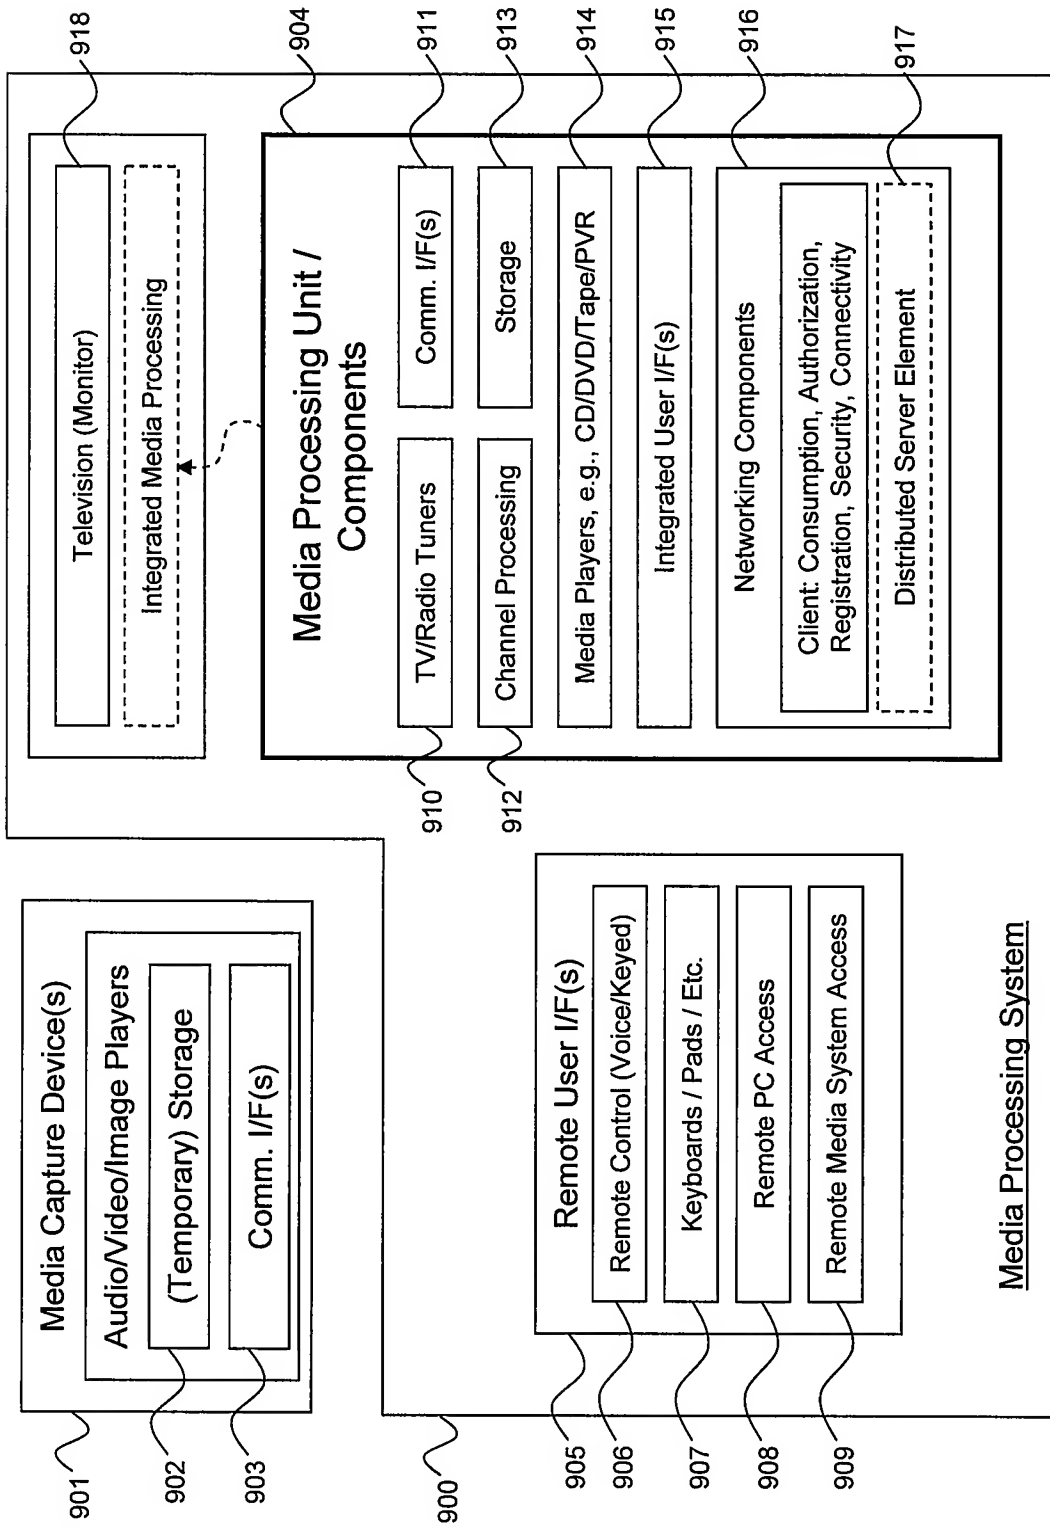 Media Capture Device(s)
Audio/Video/Image Players
(Temporary) Storage
Comm. I/F(s)
901
902
903
900
Television (Monitor)
Integrated Media Processing
918
Media Processing Unit /
Components
904
TV/Radio Tuners
Comm. I/F(s)
910
911
Channel Processing
Storage
912
913
Media Players, e.g., CD/DVD/Tape/PVR
914
Integrated User I/F(s)
915
Networking Components
916
Client: Consumption, Authorization,
Registration, Security, Connectivity
Distributed Server Element
917
Remote User I/F(s)
905
Remote Control (Voice/Keyed)
906
Keyboards / Pads / Etc.
907
Remote PC Access
908
Remote Media System Access
909
Media Processing System